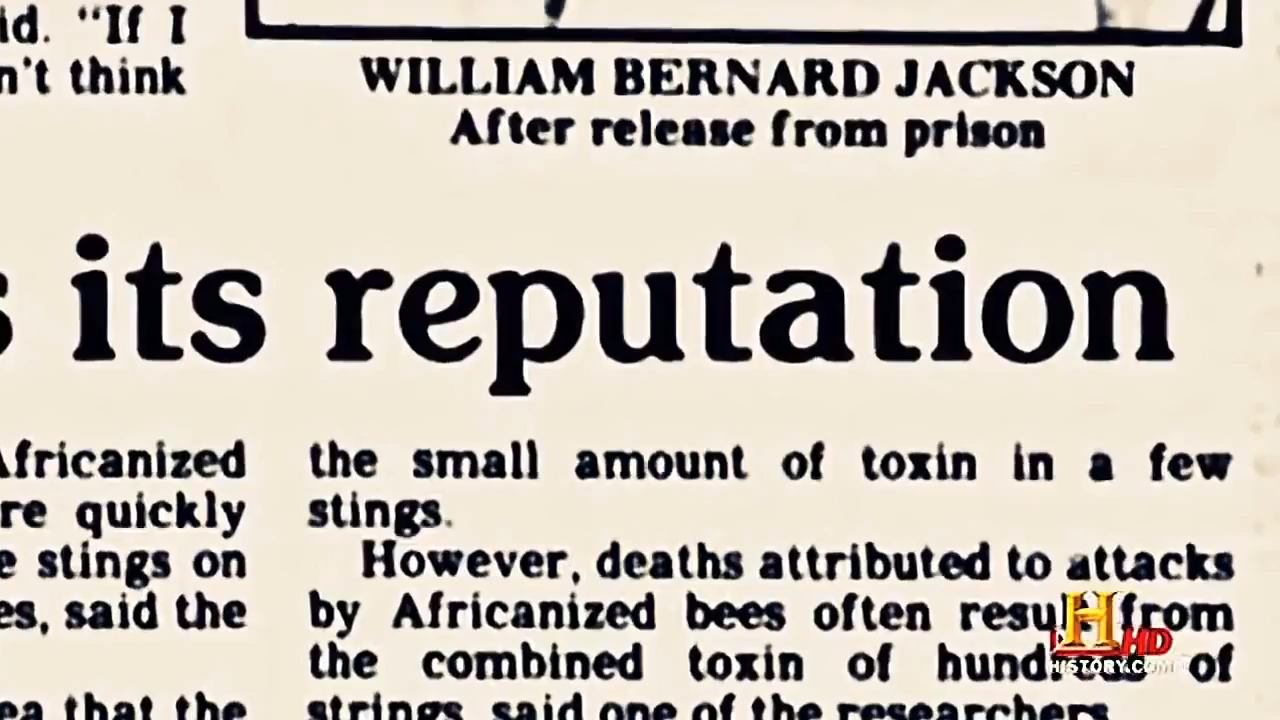 id. “If I
n't think
WILLIAM BERNARD JACKSON
After release from prison
s its reputation
Africanized
re quickly
e stings on
es, said the
ea that the
the small amount of toxin in a few
stings.
However, deaths attributed to attacks
by Africanized bees often result from
the combined toxin of hundreds of
strings, said one of the researchers
H HD
HISTORY.COM